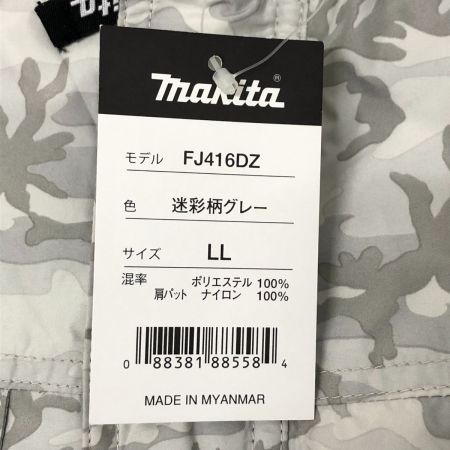 makita®
モデル FJ416DZ
色 迷彩柄グレー
サイズ LL
混率 ポリエステル 100%
肩パット ナイロン 100%
0 88381 88558 4
MADE IN MYANMAR